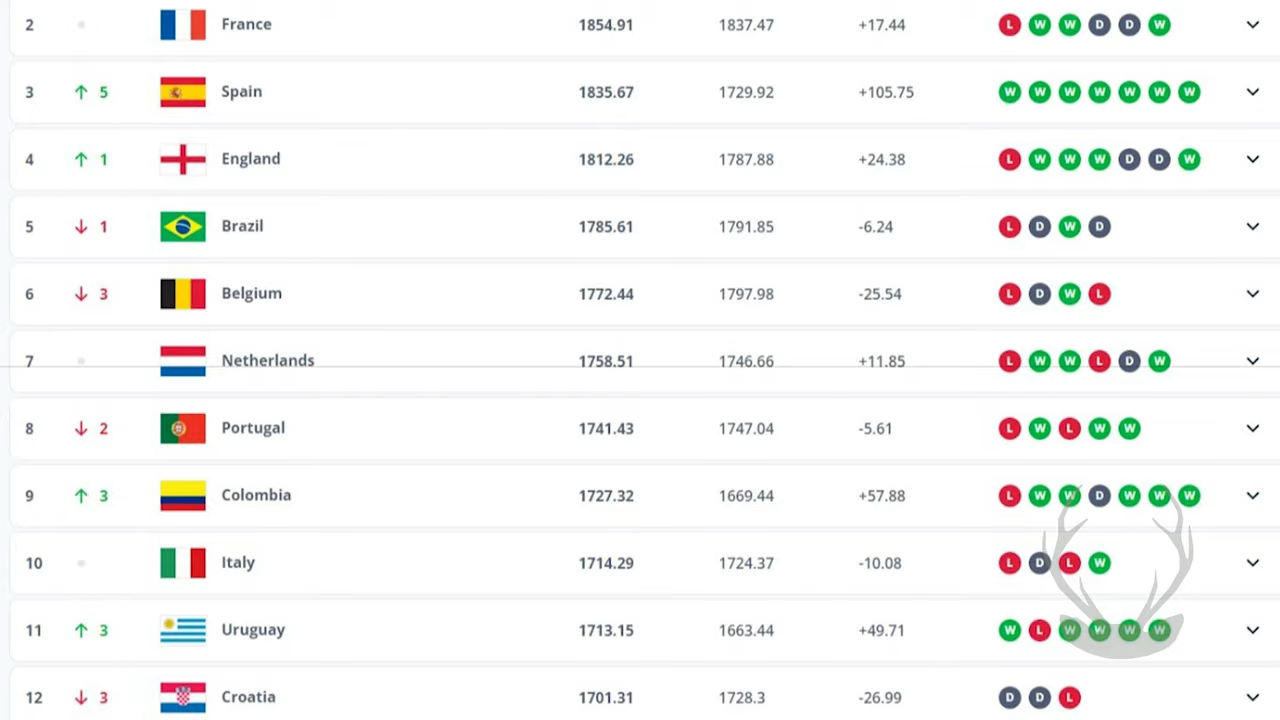 2 France 1854.91 1837.47 +17.44 L W W D D W
3 5 Spain 1835.67 1729.92 +105.75 W W W W W W W
4 1 England 1812.26 1787.88 +24.38 L W W W D D W
5 1 Brazil 1785.61 1791.85 -6.24 L D W D
6 3 Belgium 1772.44 1797.98 -25.54 L D W L
7 Netherlands 1758.51 1746.66 +11.85 L W W L D W
8 2 Portugal 1741.43 1747.04 -5.61 L W L W W
9 3 Colombia 1727.32 1669.44 +57.88 L W W D W W W
10 Italy 1714.29 1724.37 -10.08 L D L W
11 3 Uruguay 1713.15 1663.44 +49.71 W L W W W W
12 3 Croatia 1701.31 1728.3 -26.99 D D L